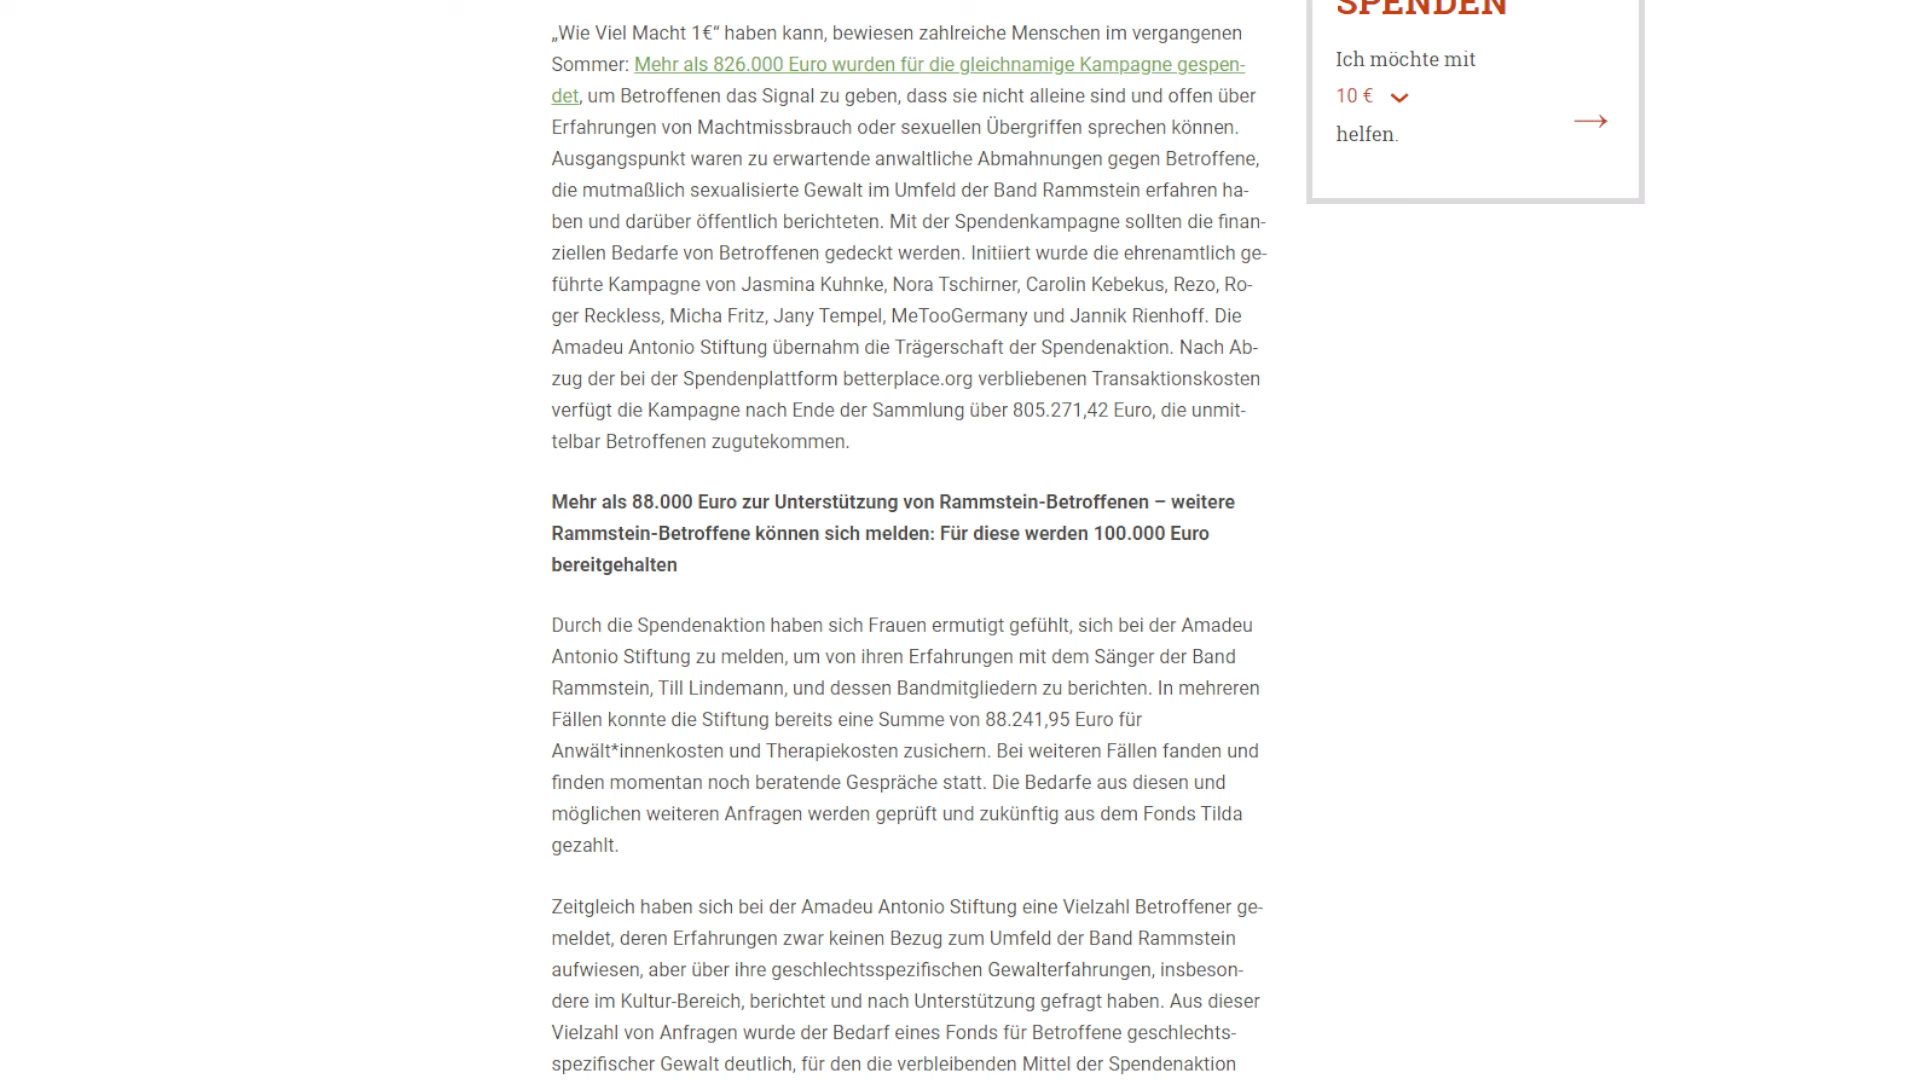 „Wie Viel Macht 1€“ haben kann, bewiesen zahlreiche Menschen im vergangenen
Sommer: Mehr als 826.000 Euro wurden für die gleichnamige Kampagne gespen-
det, um Betroffenen das Signal zu geben, dass sie nicht alleine sind und offen über
Erfahrungen von Machtmissbrauch oder sexuellen Übergriffen sprechen können.
Ausgangspunkt waren zu erwartende anwaltliche Abmahnungen gegen Betroffene,
die mutmaßlich sexualisierte Gewalt im Umfeld der Band Rammstein erfahren ha-
ben und darüber öffentlich berichteten. Mit der Spendenkampagne sollten die finan-
ziellen Bedarfe von Betroffenen gedeckt werden. Initiiert wurde die ehrenamtlich ge-
führte Kampagne von Jasmina Kuhnke, Nora Tschirner, Carolin Kebekus, Rezo, Ro-
ger Reckless, Micha Fritz, Jany Tempel, MeTooGermany und Jannik Rienhoff. Die
Amadeu Antonio Stiftung übernahm die Trägerschaft der Spendenaktion. Nach Ab-
zug der bei der Spendenplattform betterplace.org verbliebenen Transaktionskosten
verfügt die Kampagne nach Ende der Sammlung über 805.271,42 Euro, die unmit-
telbar Betroffenen zugutekommen.
Mehr als 88.000 Euro zur Unterstützung von Rammstein-Betroffenen – weitere
Rammstein-Betroffene können sich melden: Für diese werden 100.000 Euro
bereitgehalten
Durch die Spendenaktion haben sich Frauen ermutigt gefühlt, sich bei der Amadeu
Antonio Stiftung zu melden, um von ihren Erfahrungen mit dem Sänger der Band
Rammstein, Till Lindemann, und dessen Bandmitgliedern zu berichten. In mehreren
Fällen konnte die Stiftung bereits eine Summe von 88.241,95 Euro für
Anwält*innenkosten und Therapiekosten zusichern. Bei weiteren Fällen fanden und
finden momentan noch beratende Gespräche statt. Die Bedarfe aus diesen und
möglichen weiteren Anfragen werden geprüft und zukünftig aus dem Fonds Tilda
gezahlt.
Zeitgleich haben sich bei der Amadeu Antonio Stiftung eine Vielzahl Betroffener ge-
meldet, deren Erfahrungen zwar keinen Bezug zum Umfeld der Band Rammstein
aufwiesen, aber über ihre geschlechtsspezifischen Gewalterfahrungen, insbeson-
dere im Kultur-Bereich, berichtet und nach Unterstützung gefragt haben. Aus dieser
Vielzahl von Anfragen wurde der Bedarf eines Fonds für Betroffene geschlechts-
spezifischer Gewalt deutlich, für den die verbleibenden Mittel der Spendenaktion
SPENDEN
Ich möchte mit
10 €
helfen.